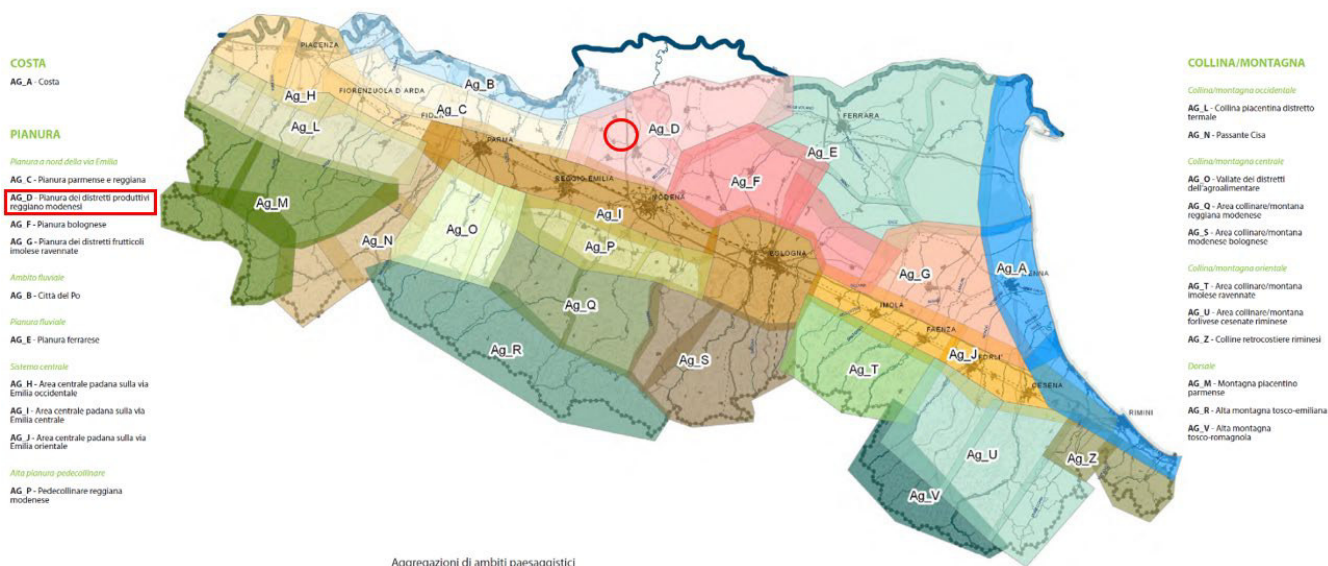 COSTA
AG_A - Costa
PIANURA
Pianura a nord della via Emilia
AG_C - Pianura parmense e reggiana
AG_D - Pianura dei distretti produttivi
reggiano modenesi
AG_F - Pianura bolognese
AG_G - Pianura dei distretti frutticoli
imolese ravennate
Ambito fluviale
AG_B - Città del Po
Pianura fluviale
AG_E - Pianura ferrarese
Sistema centrale
AG_H - Area centrale padana sulla via
Emilia occidentale
AG_I - Area centrale padana sulla via
Emilia centrale
AG_J - Area centrale padana sulla via
Emilia orientale
Alta pianura pedecollinare
AG_P - Pedecollinare reggiana
modenese
PIACENZA
Ag_B
Ag_H
FIORENZUOLA D'ARDA
Ag_C
Ag_L
PARMA
Ag_D
FERRARA
Ag_E
REGGIO EMILIA
Ag_F
MODENA
Ag_M
Ag_I
Ag_O
Ag_N
Ag_P
BOLOGNA
Ag_G
Ag_A
Ag_Q
IMOLA
FAENZA
Ag_R
Ag_S
Ag_J
Ag_T
CESENA
RIMINI
Ag_U
Ag_Z
Ag_V
Aggregazioni di ambiti paesaggistici
COLLINA/MONTAGNA
Collina/montagna occidentale
AG_L - Collina piacentina distretto
termale
AG_N - Passante Cisa
Collina/montagna centrale
AG_O - Vallate dei distretti
dell'agroalimentare
AG_Q - Area collinare/montana
reggiana modenese
AG_S - Area collinare/montana
modenese bolognese
Collina/montagna orientale
AG_T - Area collinare/montana
imolese ravennate
AG_U - Area collinare/montana
forlivese cesenate riminese
AG_Z - Colline retrocostiere riminesi
Dorsale
AG_M - Montagna piacentino
parmense
AG_R - Alta montagna tosco-emiliana
AG_V - Alta montagna
tosco-romagnola